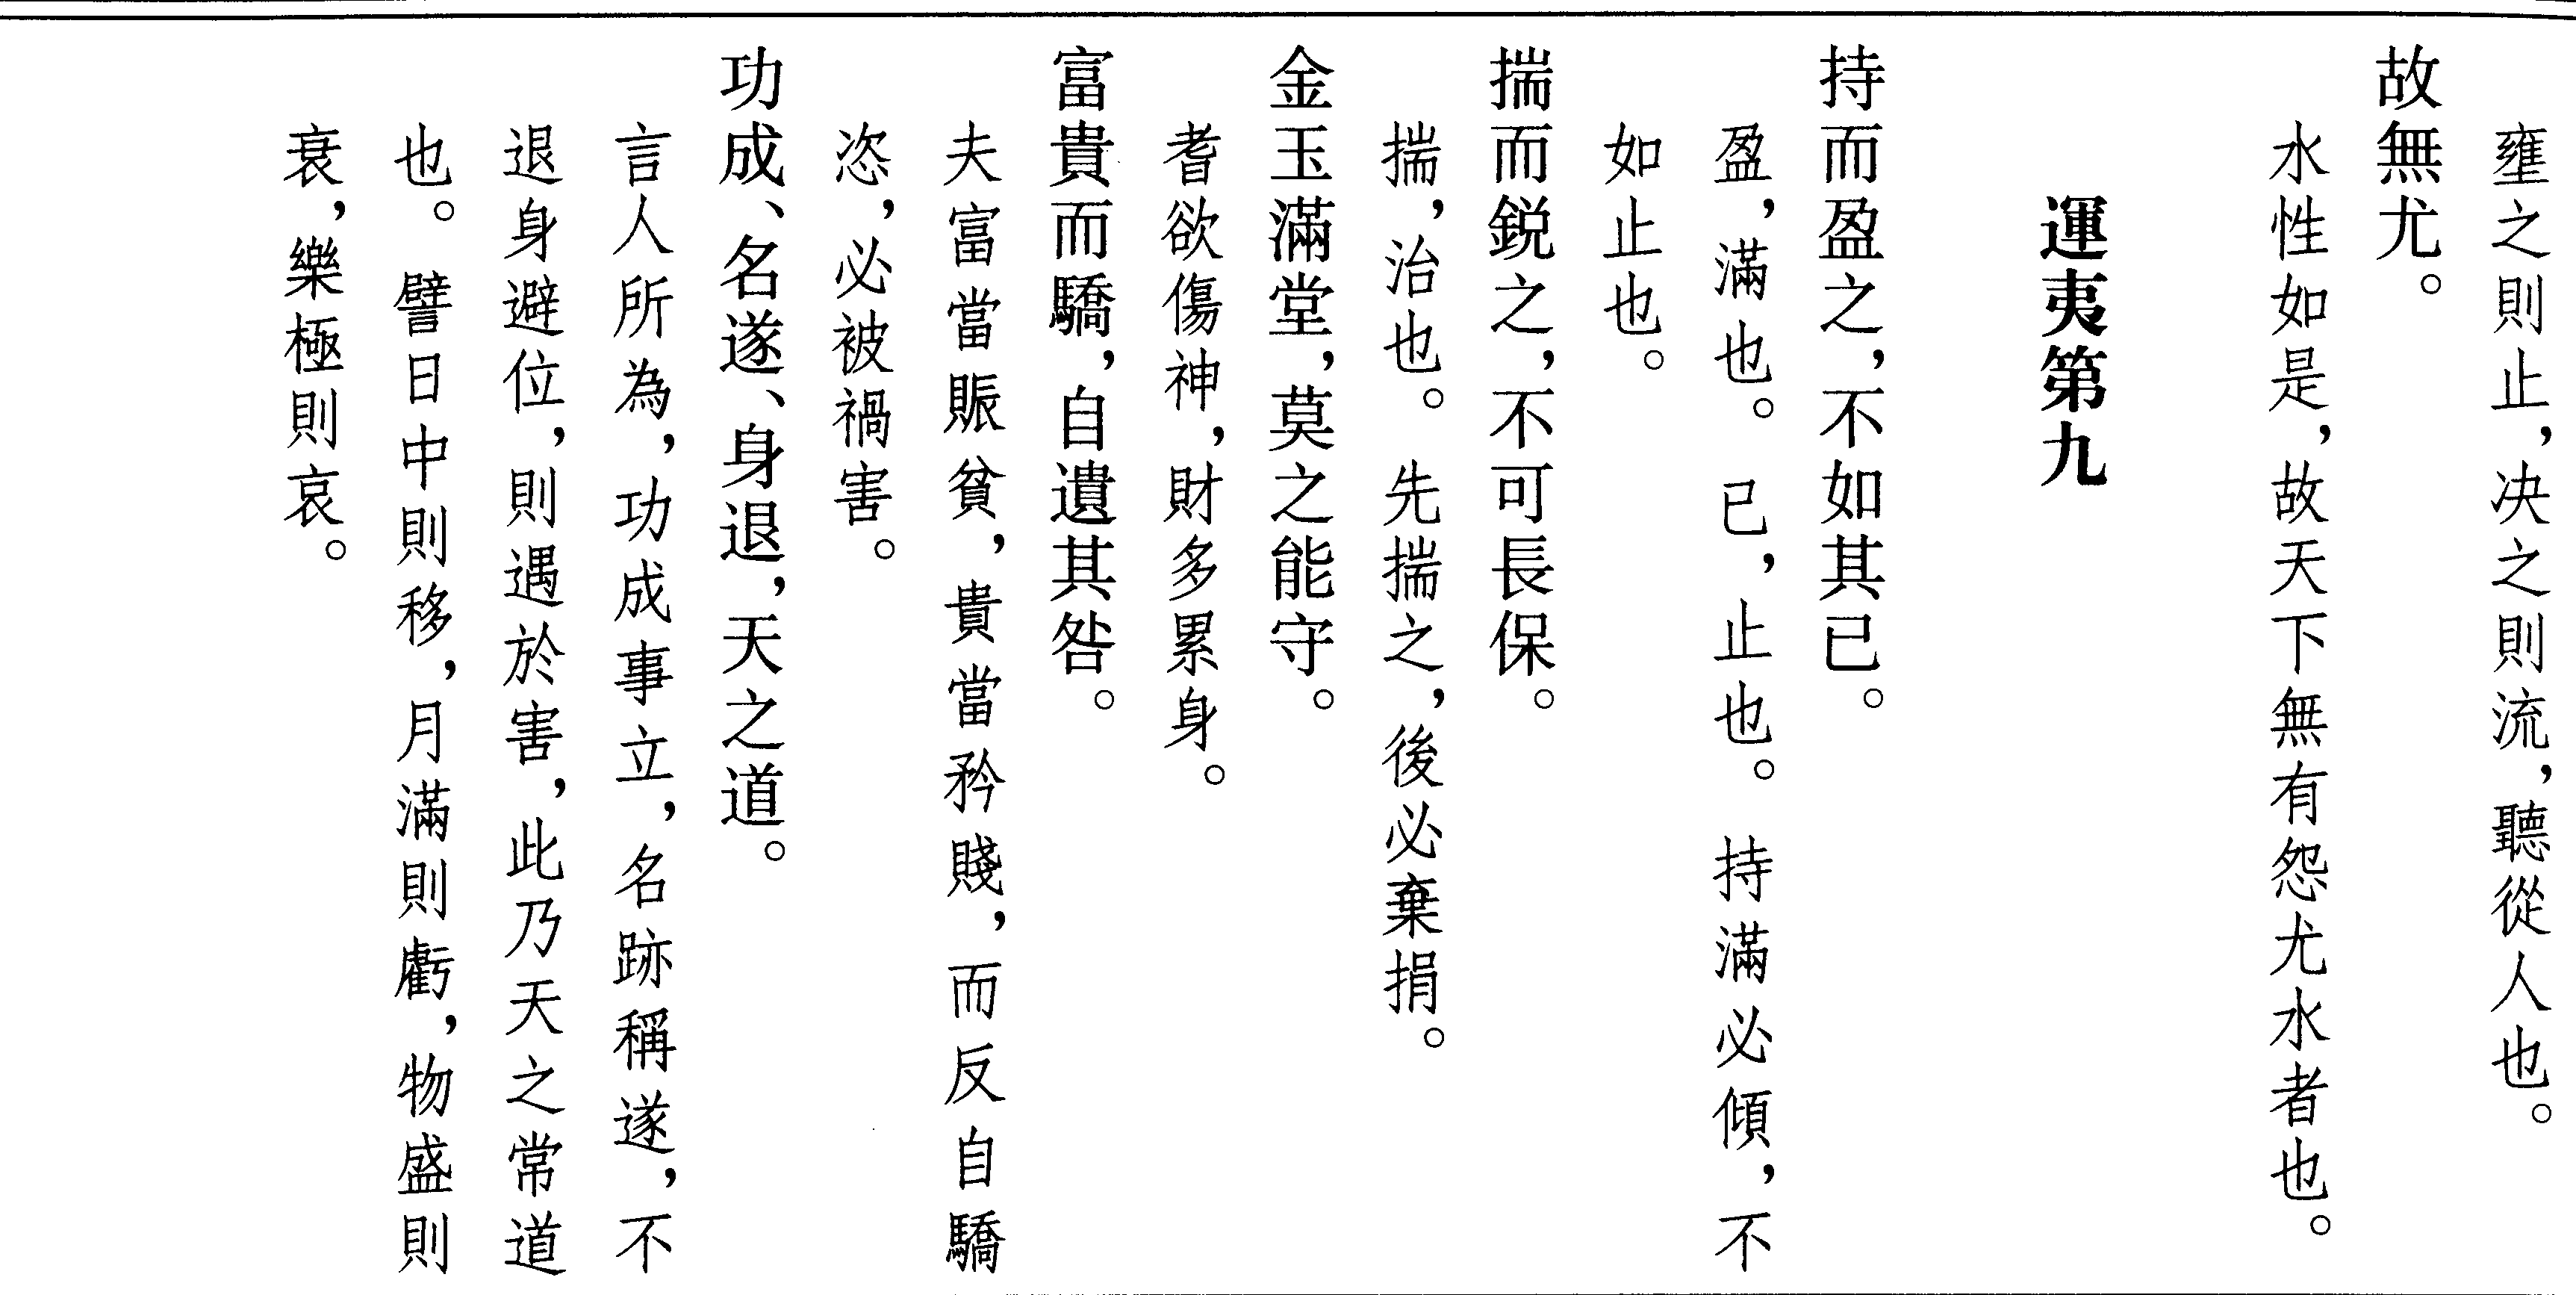 壅之則止，决之則流，聽從人也。
故無尤。
水性如是，故天下無有怨尤水者也。
運夷第九
持而盈之，不如其已。
盈，滿也。已，止也。持滿必傾，不
如止也。
揣而鋭之，不可長保。
揣，治也。先揣之，後必棄捐。
金玉滿堂，莫之能守。
耆欲傷神，財多累身。
富貴而驕，自遺其咎。
夫富當賑貧，貴當矜賤，而反自驕
恣，必被禍害。
功成、名遂、身退，天之道。
言人所為，功成事立，名跡稱遂，不
退身避位，則遇於害，此乃天之常道
也。譬日中則移，月滿則虧，物盛則
衰，樂極則哀。